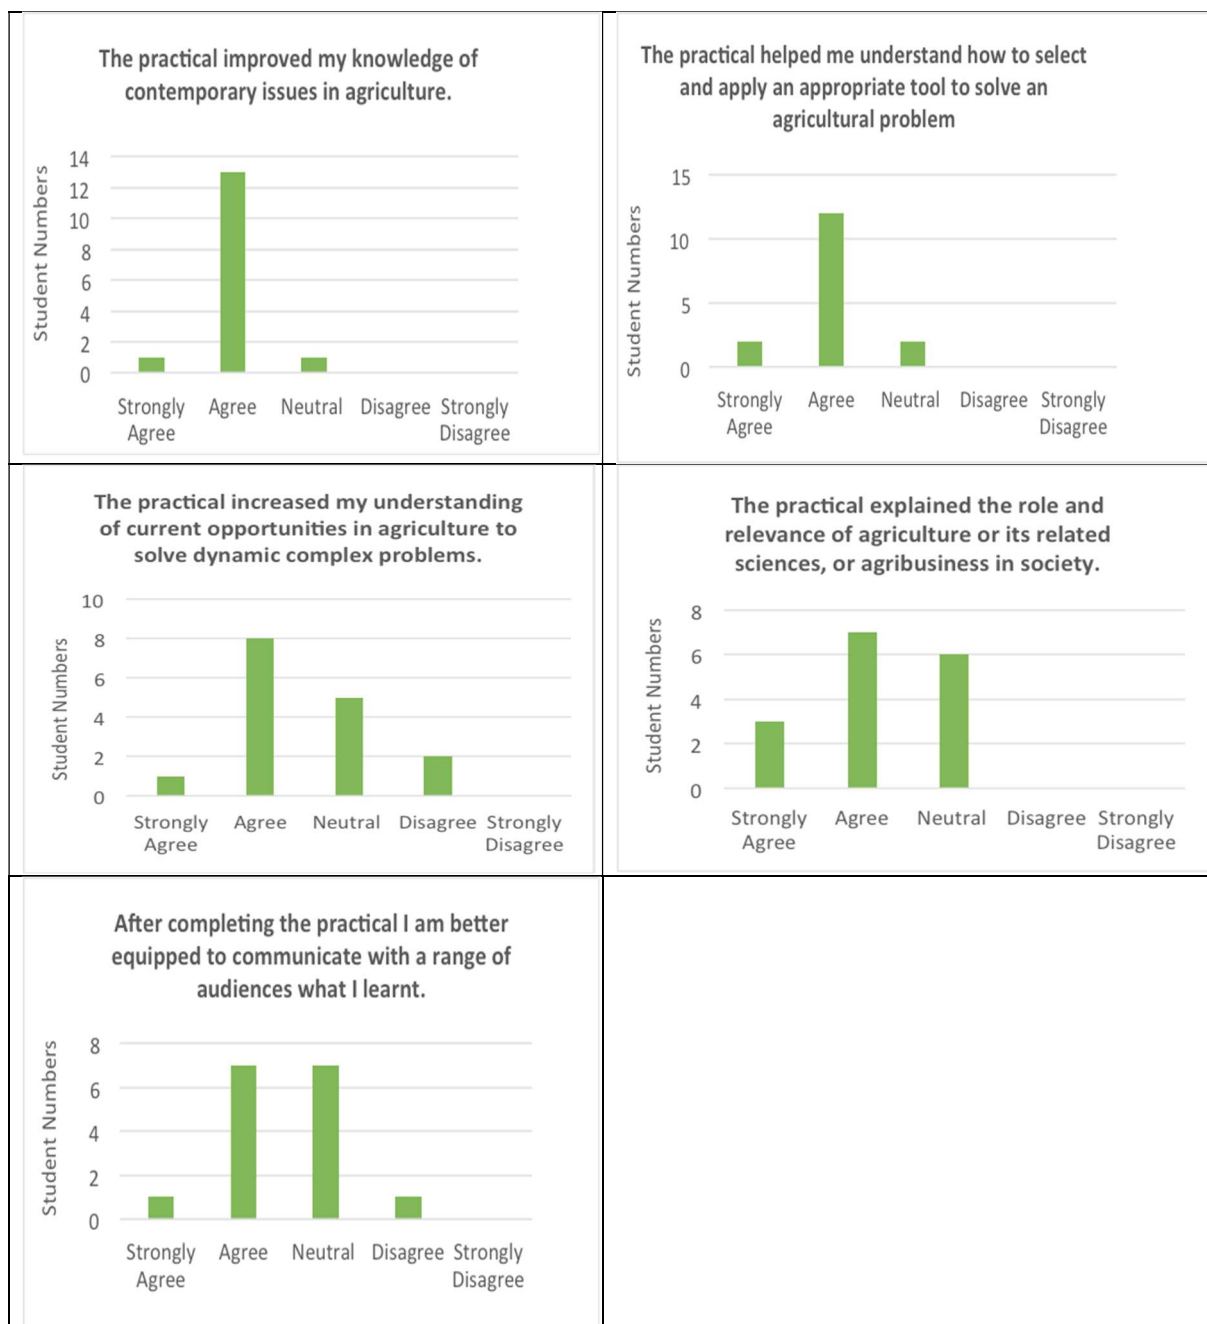 The practical improved my knowledge of
contemporary issues in agriculture.
Student Numbers
14
12
10
8
6
4
2
0
Strongly Agree Neutral Disagree Strongly
Agree Disagree
The practical helped me understand how to select
and apply an appropriate tool to solve an
agricultural problem
Student Numbers
15
10
5
0
Strongly Agree Neutral Disagree Strongly
Agree Disagree
The practical increased my understanding
of current opportunities in agriculture to
solve dynamic complex problems.
Student Numbers
10
8
6
4
2
0
Strongly Agree Neutral Disagree Strongly
Agree Disagree
The practical explained the role and
relevance of agriculture or its related
sciences, or agribusiness in society.
Student Numbers
8
6
4
2
0
Strongly Agree Neutral Disagree Strongly
Agree Disagree
After completing the practical I am better
equipped to communicate with a range of
audiences what I learnt.
Student Numbers
8
6
4
2
0
Strongly Agree Neutral Disagree Strongly
Agree Disagree